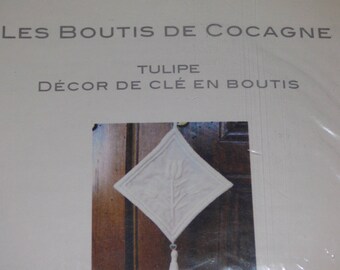 LES BOUTIS DE COCAGNE
TULIPE
DÉCOR DE CLÉ EN BOUTIS